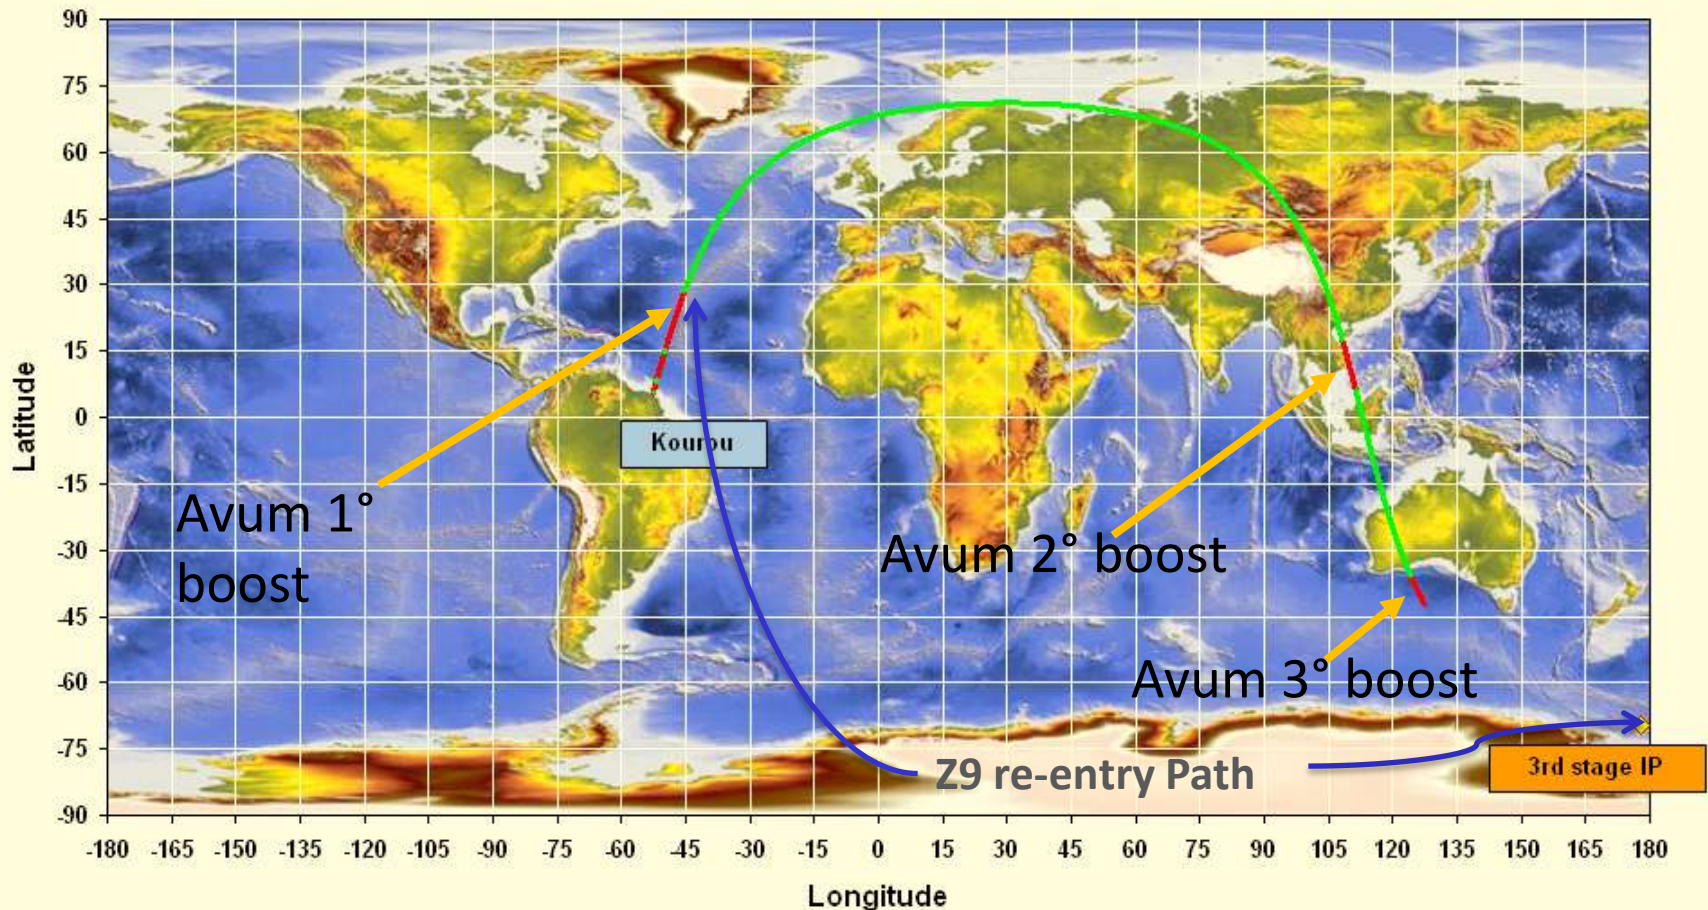 90
75
60
45
30
15
0
-15
-30
-45
-60
-75
-90
Latitude
Kourou
Avum 1°
boost
Avum 2° boost
Avum 3° boost
Z9 re-entry Path
3rd stage IP
-180 -165 -150 -135 -120 -105 -90 -75 -60 -45 -30 -15 0 15 30 45 60 75 90 105 120 135 150 165 180
Longitude